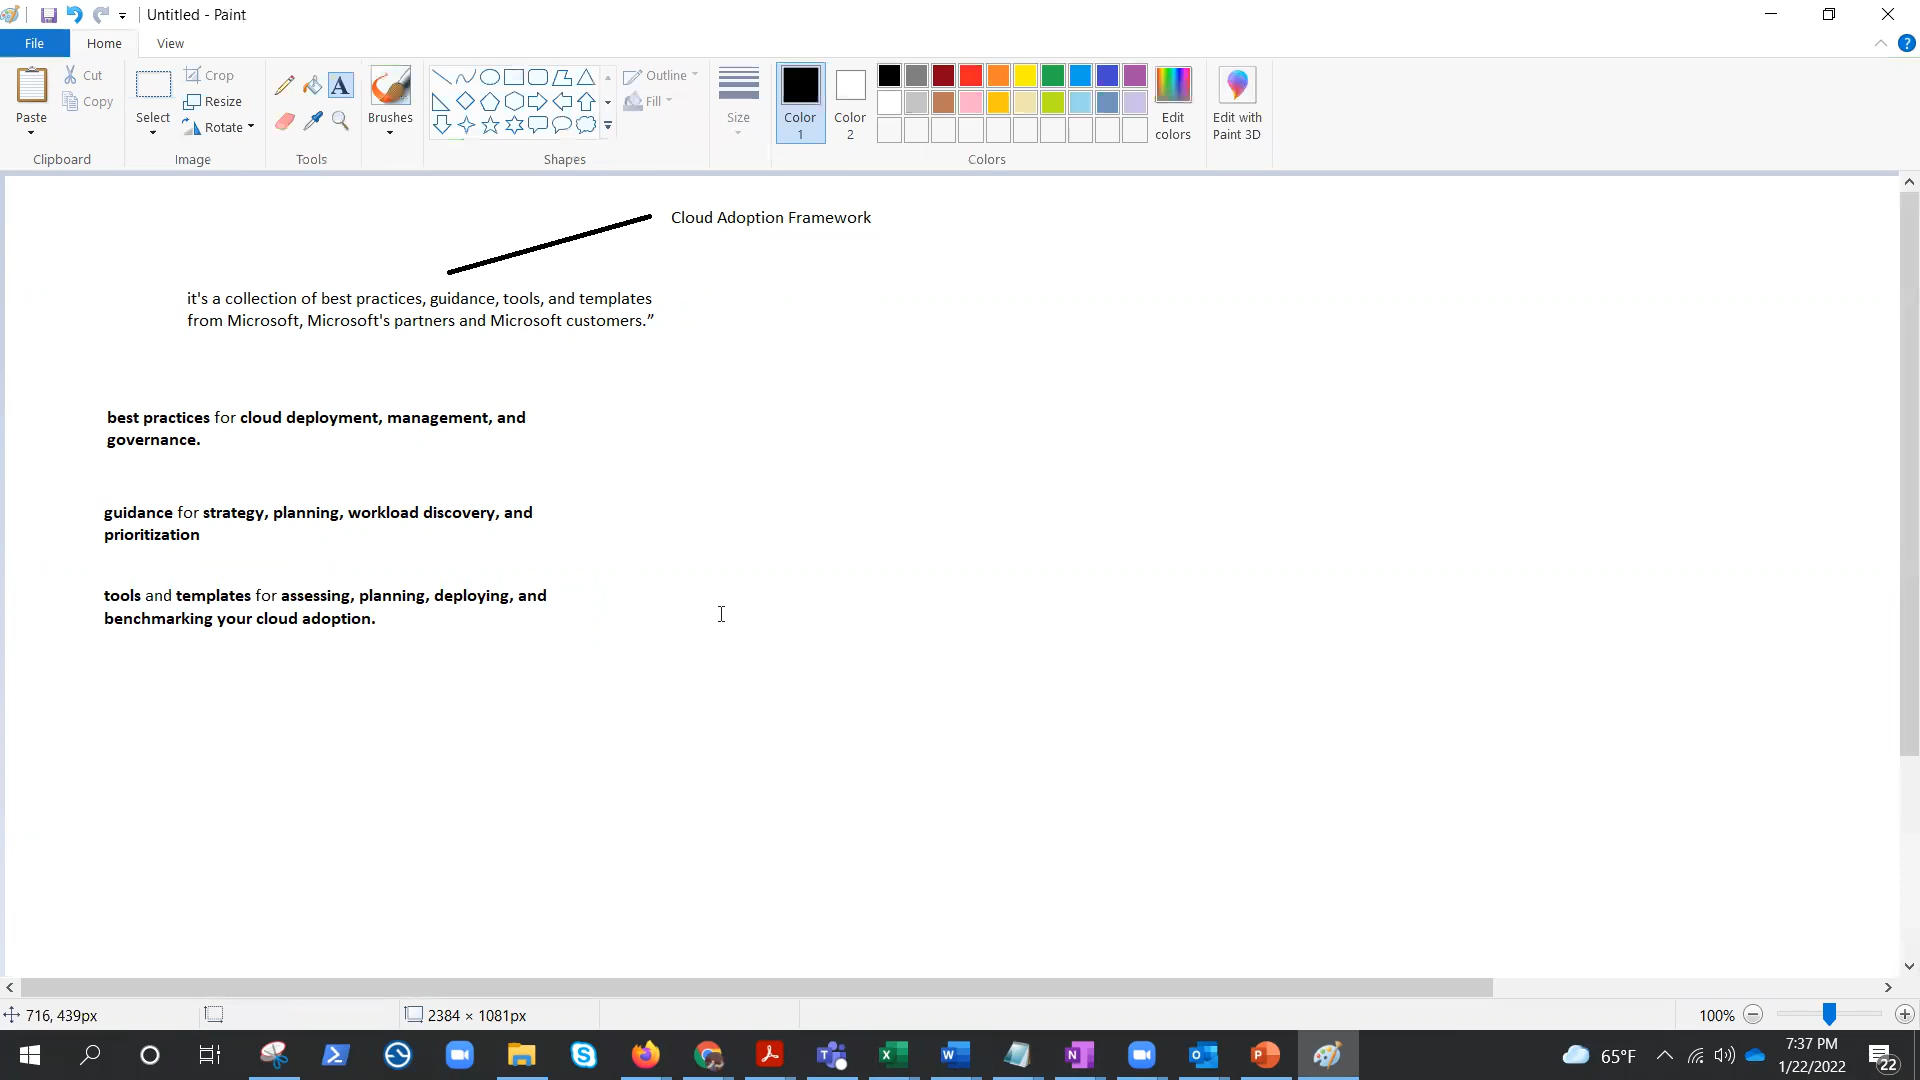 Untitled - Paint
File Home View
Paste
Cut
Copy
Clipboard
Select
Crop
Resize
Rotate
Image
A
Tools
Brushes
Outline
Fill
Shapes
Size
Color
1
Color
2
Edit
colors
Colors
Edit with
Paint 3D
Cloud Adoption Framework
it's a collection of best practices, guidance, tools, and templates
from Microsoft, Microsoft's partners and Microsoft customers.”
best practices for cloud deployment, management, and
governance.
guidance for strategy, planning, workload discovery, and
prioritization
tools and templates for assessing, planning, deploying, and
benchmarking your cloud adoption.
716, 439px
2384 × 1081px
100%
65°F
7:37 PM
1/22/2022
22